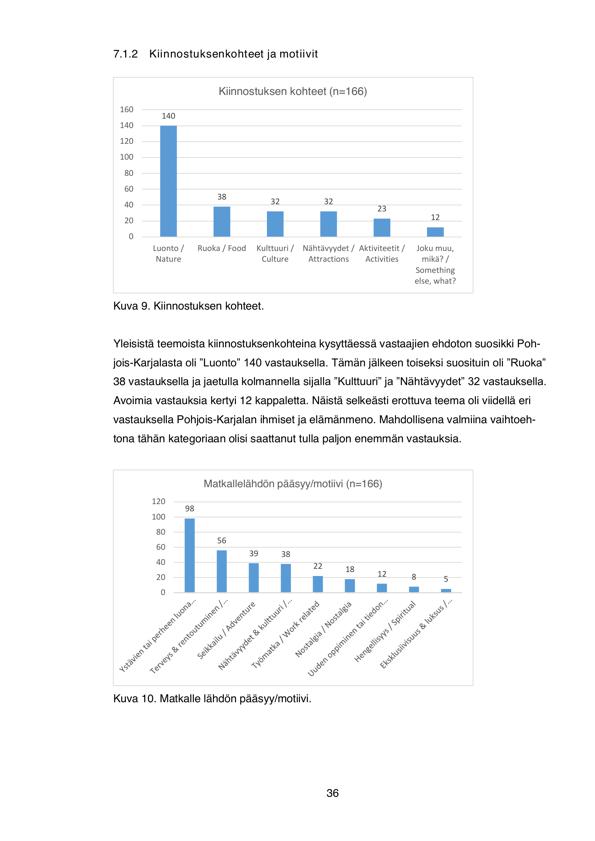 7.1.2 Kiinnostuksenkohteet ja motiivit
Kiinnostuksen kohteet (n=166)
160
140
120
100
80
60
40
20
0
140
38
32
32
23
12
Luonto /
Nature
Ruoka / Food
Kulttuuri /
Culture
Nähtävyydet /
Attractions
Aktiviteetit /
Activities
Joku muu,
mikä? /
Something
else, what?
Kuva 9. Kiinnostuksen kohteet.
Yleisistä teemoista kiinnostuksenkohteina kysyttäessä vastaajien ehdoton suosikki Poh-
jois-Karjalasta oli ”Luonto” 140 vastauksella. Tämän jälkeen toiseksi suosituin oli ”Ruoka”
38 vastauksella ja jaetulla kolmannella sijalla ”Kulttuuri” ja ”Nähtävyydet” 32 vastauksella.
Avoimia vastauksia kertyi 12 kappaletta. Näistä selkeästi erottuva teema oli viidellä eri
vastauksella Pohjois-Karjalan ihmiset ja elämänmeno. Mahdollisena valmiina vaihtoeh-
tona tähän kategoriaan olisi saattanut tulla paljon enemmän vastauksia.
Matkallelähdön pääsyy/motiivi (n=166)
120
100
80
60
40
20
0
98
56
39
38
22
18
12
8
5
Ystävien tai perheen luona...
Terveys & rentoutuminen /...
Seikkailu / Adventure
Nähtävyydet & kulttuuri /...
Työmatka / Work related
Nostalgia / Nostalgia
Uuden oppiminen tai tiedon...
Hengellisyys / Spiritual
Eksklusiivisuus & luksus /...
Kuva 10. Matkalle lähdön pääsyy/motiivi.
36